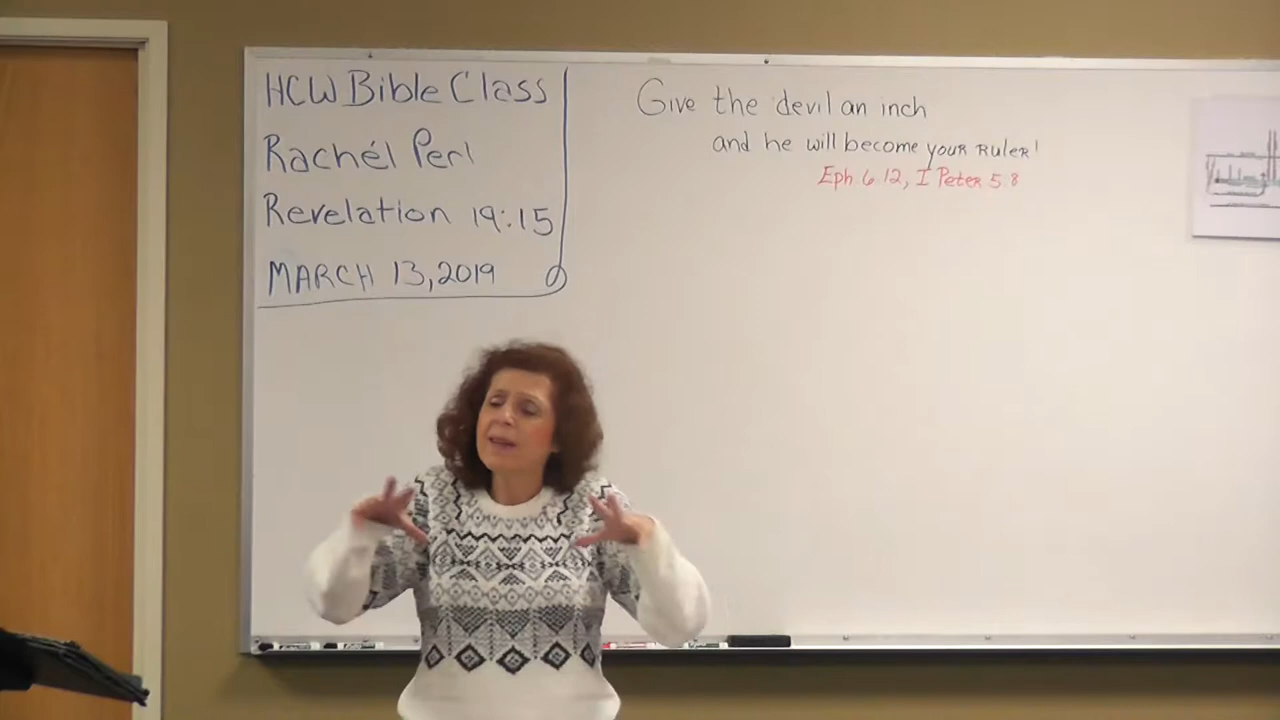 HCW Bible Class
Rachél Perl
Revelation 19:15
MARCH 13, 2019
Give the devil an inch
and he will become your RuleR!
Eph 6:12, I PeteR 5:8